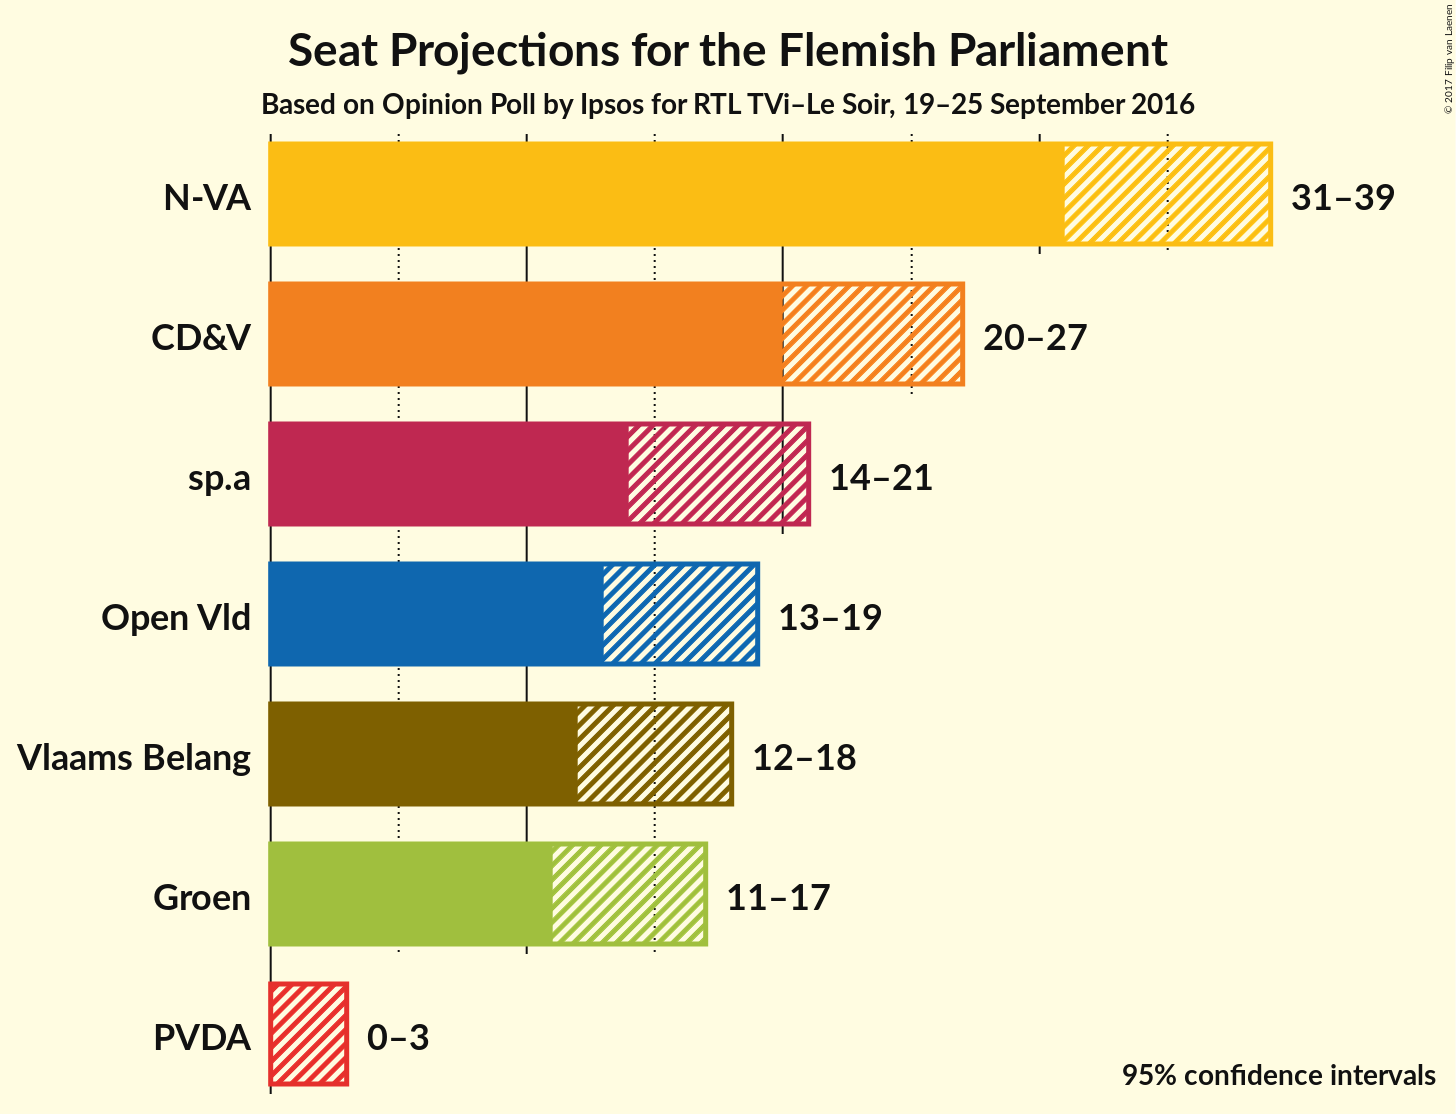 Seat Projections for the Flemish Parliament
Based on Opinion Poll by Ipsos for RTL TVi–Le Soir, 19–25 September 2016
© 2017 Filip van Laenen
N-VA 31–39
CD&V 20–27
sp.a 14–21
Open Vld 13–19
Vlaams Belang 12–18
Groen 11–17
PVDA 0–3
95% confidence intervals